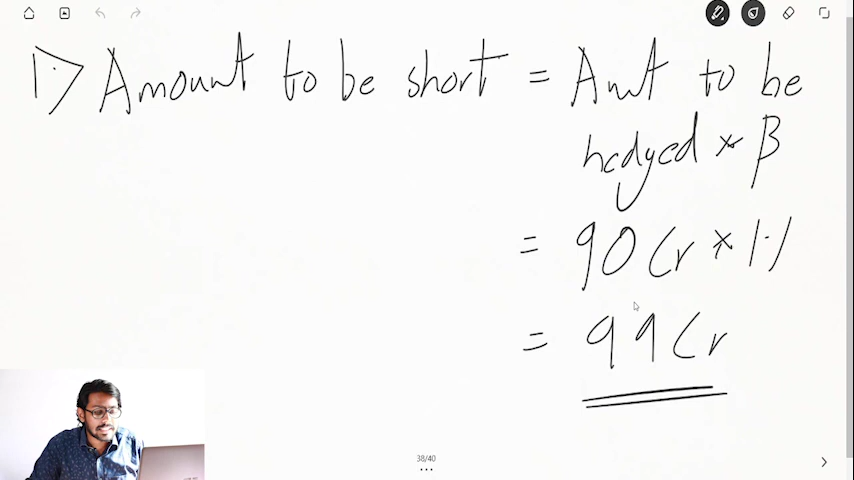 1.) Amount to be short = Amt to be
hedged × β
= 90 Cr × 1.1
= 99 Cr
38/40